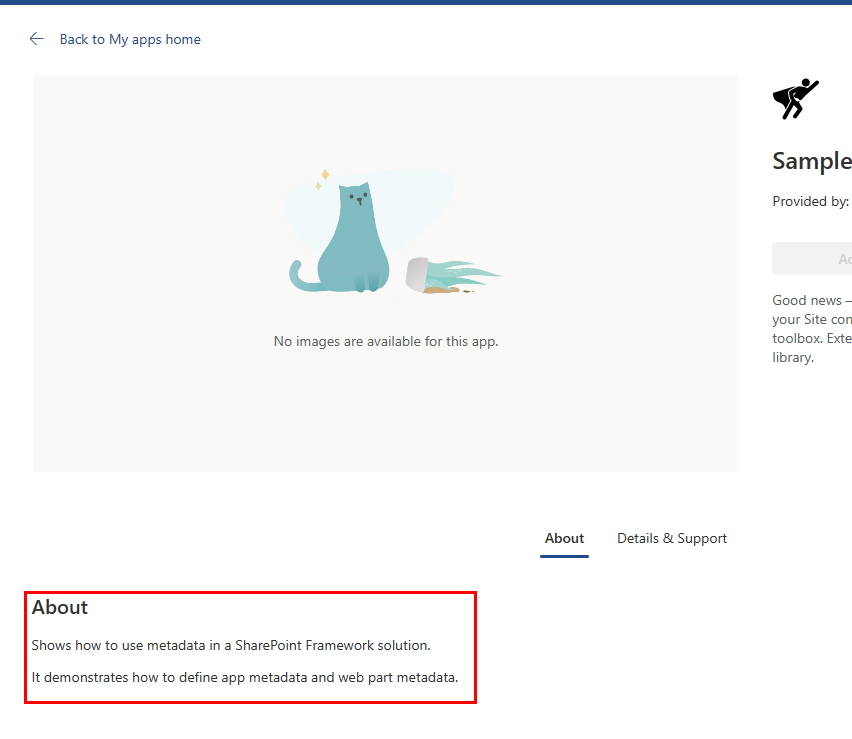 Back to My apps home
No images are available for this app.
Sample
Provided by:
Good news –
your Site con
toolbox. Exte
library.
About
Details & Support
About
Shows how to use metadata in a SharePoint Framework solution.
It demonstrates how to define app metadata and web part metadata.